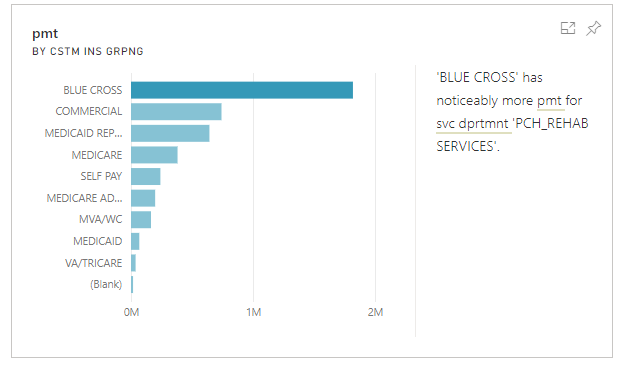 pmt
BY CSTM INS GRPNG
BLUE CROSS
COMMERCIAL
MEDICAID REP...
MEDICARE
SELF PAY
MEDICARE AD...
MVA/WC
MEDICAID
VA/TRICARE
(Blank)
0M 1M 2M
'BLUE CROSS' has
noticeably more pmt for
svc dprtmnt 'PCH_REHAB
SERVICES'.